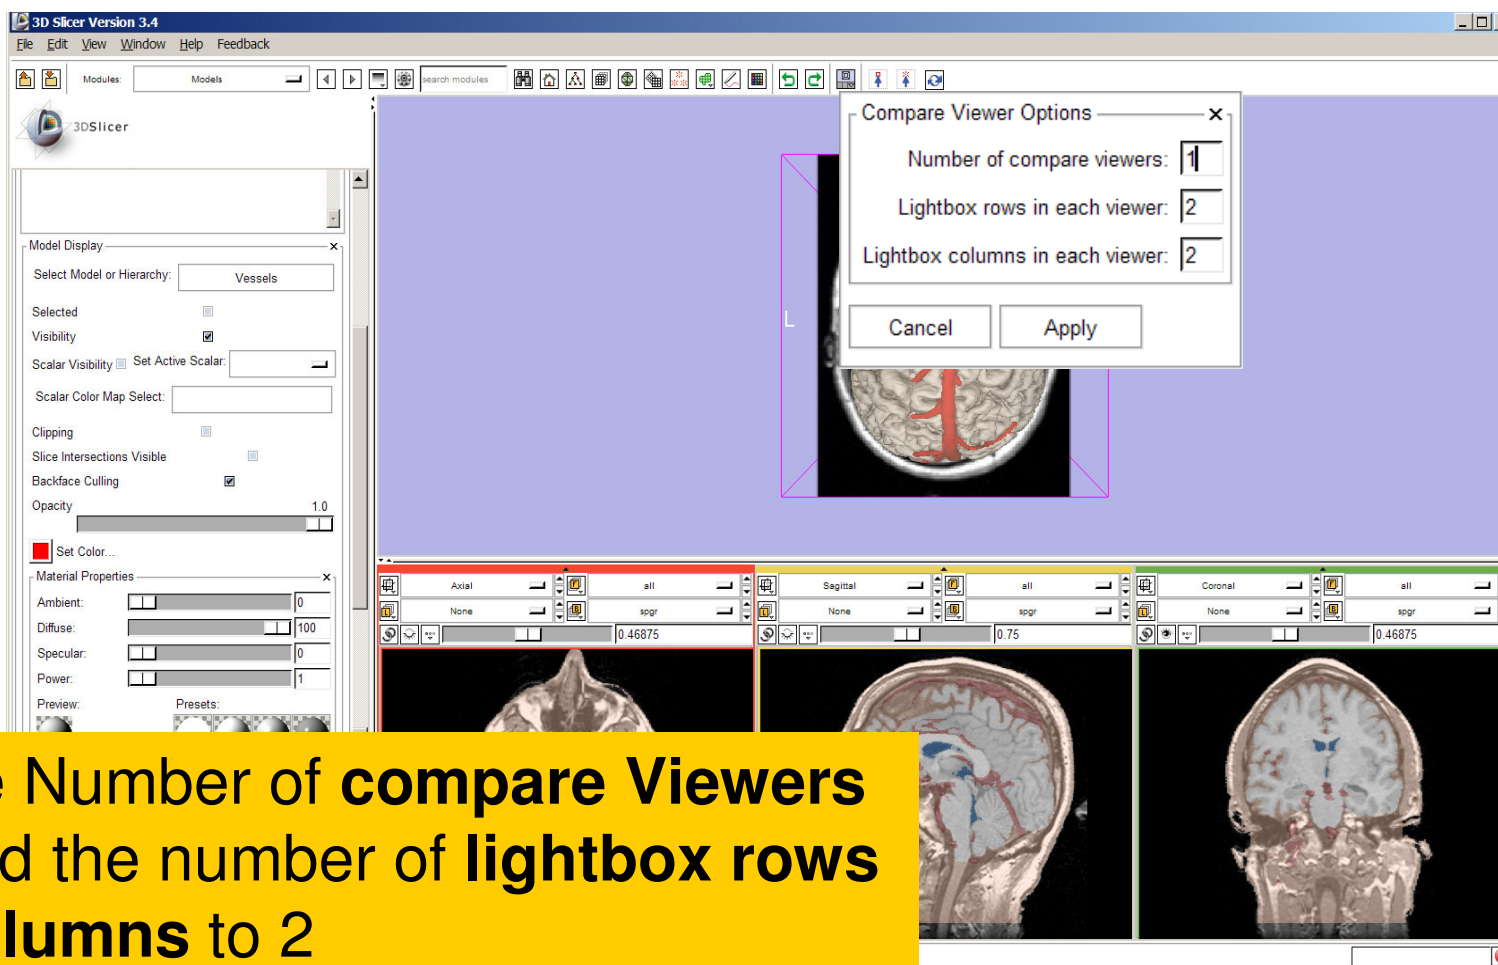 3D Slicer Version 3.4
File Edit View Window Help Feedback
Modules: Models search modules
3DSlicer
Compare Viewer Options
Number of compare viewers: 1
Lightbox rows in each viewer: 2
Lightbox columns in each viewer: 2
Cancel Apply
L
Model Display
Select Model or Hierarchy: Vessels
Selected
Visibility
Scalar Visibility Set Active Scalar:
Scalar Color Map Select:
Clipping
Slice Intersections Visible
Backface Culling
Opacity 1.0
Set Color...
Material Properties
Ambient: 0
Diffuse: 100
Specular: 0
Power: 1
Preview: Presets:
Axial all
None spgr
0.46875
Sagittal all
None spgr
0.75
Coronal all
None spgr
0.46875
Number of compare Viewers
the number of lightbox rows
lumns to 2